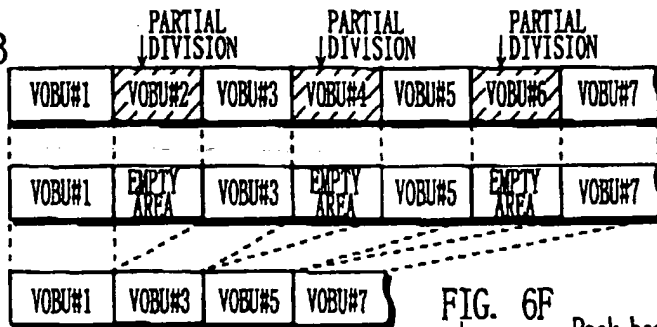 PARTIAL DIVISION PARTIAL DIVISION PARTIAL DIVISION
VOBU#1 VOBU#2 VOBU#3 VOBU#4 VOBU#5 VOBU#6 VOBU#7
VOBU#1 EMPTY AREA VOBU#3 EMPTY AREA VOBU#5 EMPTY AREA VOBU#7
VOBU#1 VOBU#3 VOBU#5 VOBU#7
FIG. 6F